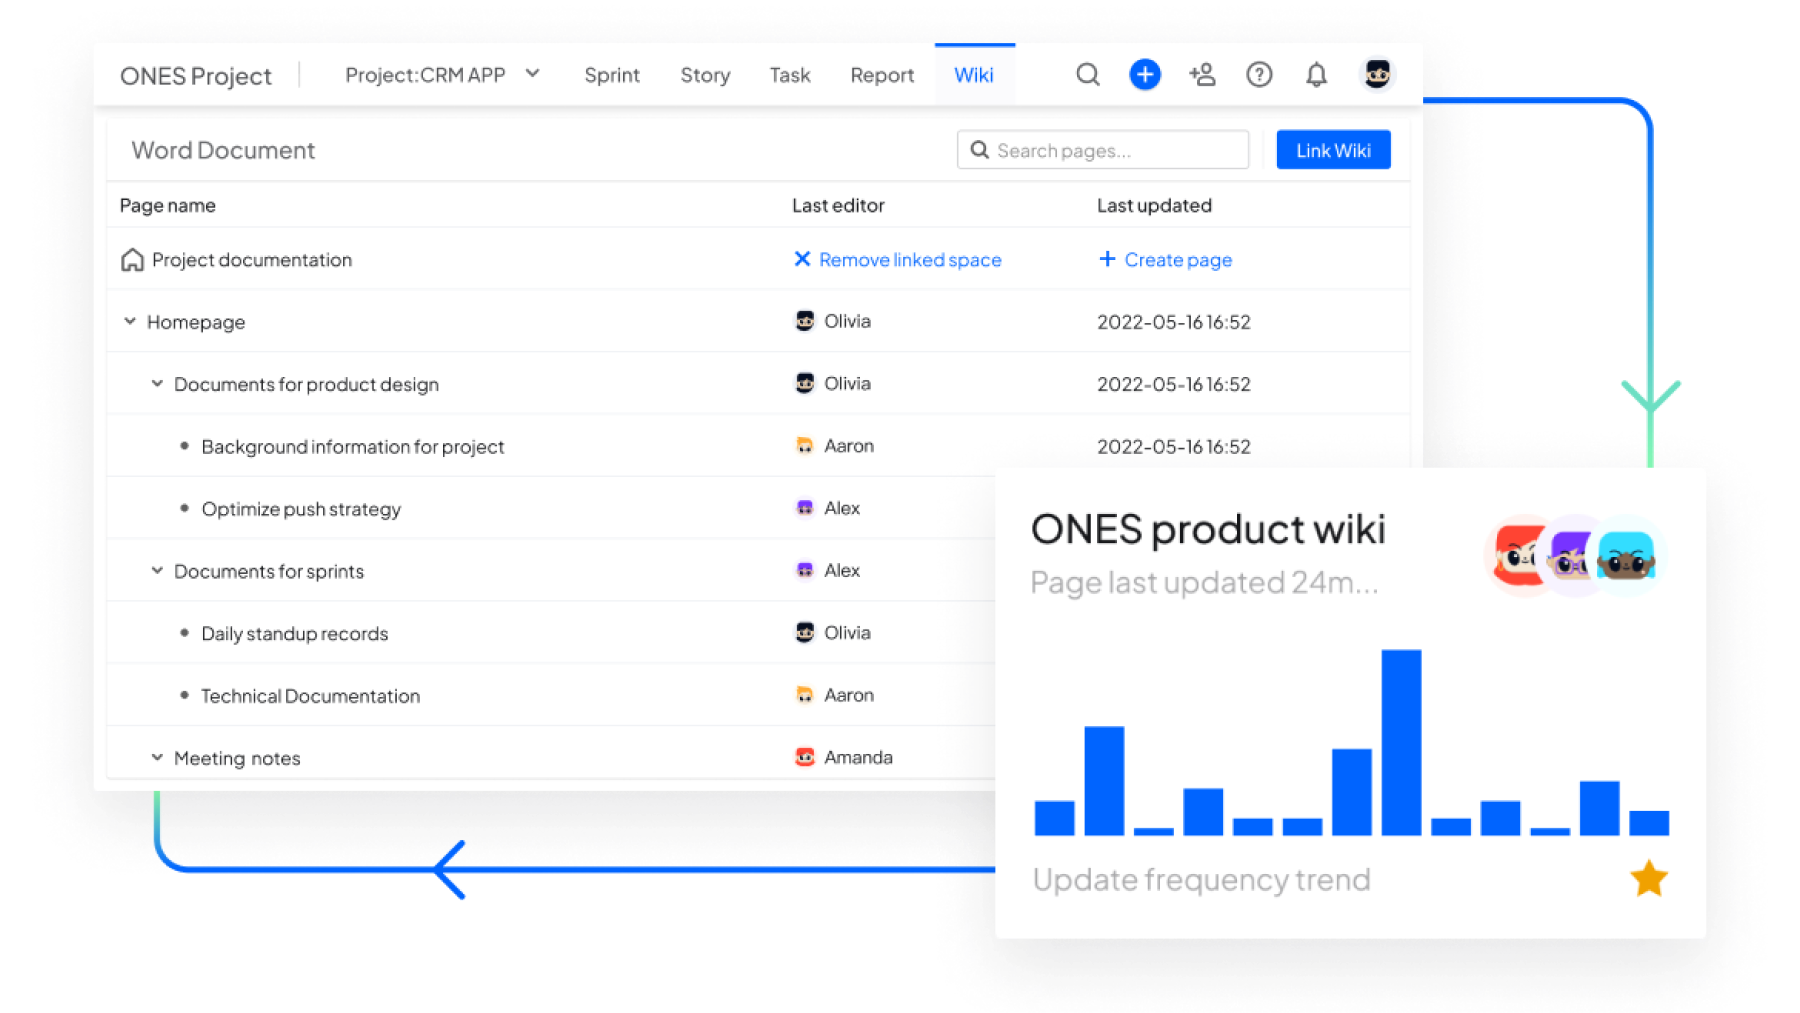 ONES Project Project:CRM APP Sprint Story Task Report Wiki
Word Document Search pages... Link Wiki
Page name Last editor Last updated
Project documentation Remove linked space Create page
Homepage Olivia 2022-05-16 16:52
Documents for product design Olivia 2022-05-16 16:52
Background information for project Aaron 2022-05-16 16:52
Optimize push strategy Alex
Documents for sprints Alex
Daily standup records Olivia
Technical Documentation Aaron
Meeting notes Amanda
ONES product wiki
Page last updated 24m...
Update frequency trend